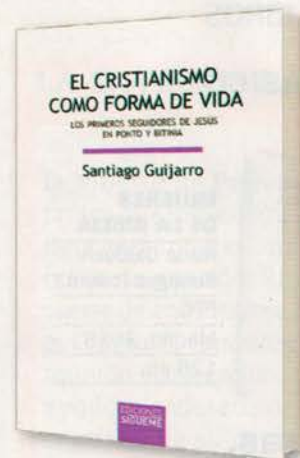 EL CRISTIANISMO
COMO FORMA DE VIDA
LOS PRIMEROS SEGUIDORES DE JESÚS
EN PONTO Y BITINIA
Santiago Guijarro
EDICIONES
SÍGUEME